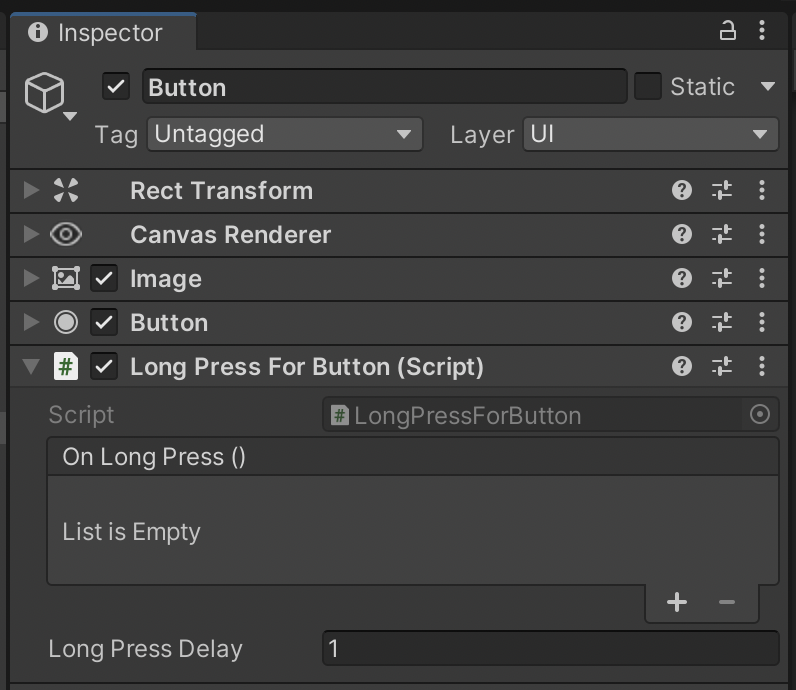 Inspector
Button
Static
Tag Untagged Layer UI
Rect Transform
Canvas Renderer
Image
Button
# Long Press For Button (Script)
Script # LongPressForButton
On Long Press ()
List is Empty
+ −
Long Press Delay 1